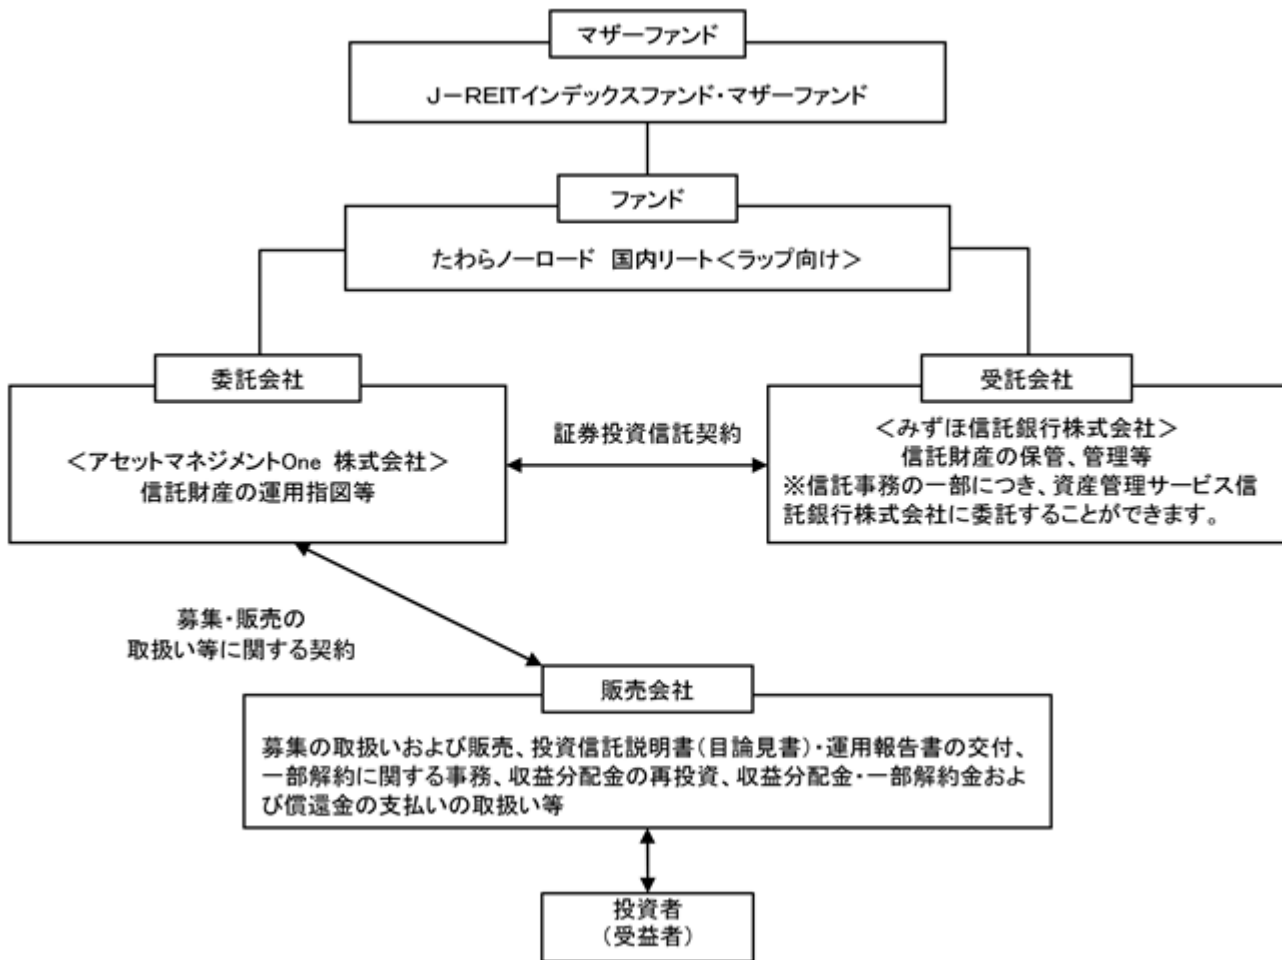 マザーファンド
J－REITインデックスファンド・マザーファンド
ファンド
たわらノーロード 国内リート＜ラップ向け＞
委託会社
＜アセットマネジメントOne 株式会社＞
信託財産の運用指図等
証券投資信託契約
受託会社
＜みずほ信託銀行株式会社＞
信託財産の保管、管理等
※信託事務の一部につき、資産管理サービス信
託銀行株式会社に委託することができます。
募集・販売の
取扱い等に関する契約
販売会社
募集の取扱いおよび販売、投資信託説明書（目論見書）・運用報告書の交付、
一部解約に関する事務、収益分配金の再投資、収益分配金・一部解約金およ
び償還金の支払いの取扱い等
投資者
（受益者）